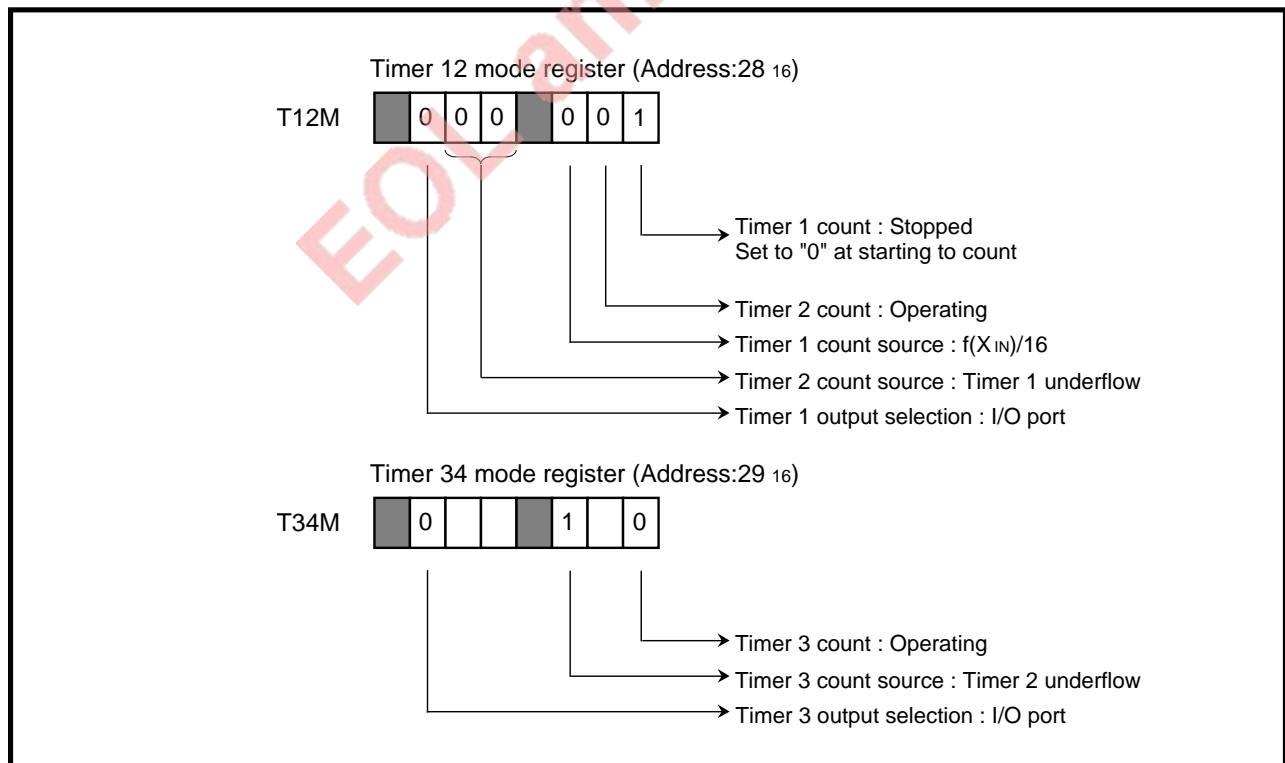 EOL an
Timer 12 mode register (Address:28 16)
T12M 0 0 0 0 0 1
Timer 1 count : Stopped
Set to "0" at starting to count
Timer 2 count : Operating
Timer 1 count source : f(X IN)/16
Timer 2 count source : Timer 1 underflow
Timer 1 output selection : I/O port
Timer 34 mode register (Address:29 16)
T34M 0 1 0
Timer 3 count : Operating
Timer 3 count source : Timer 2 underflow
Timer 3 output selection : I/O port